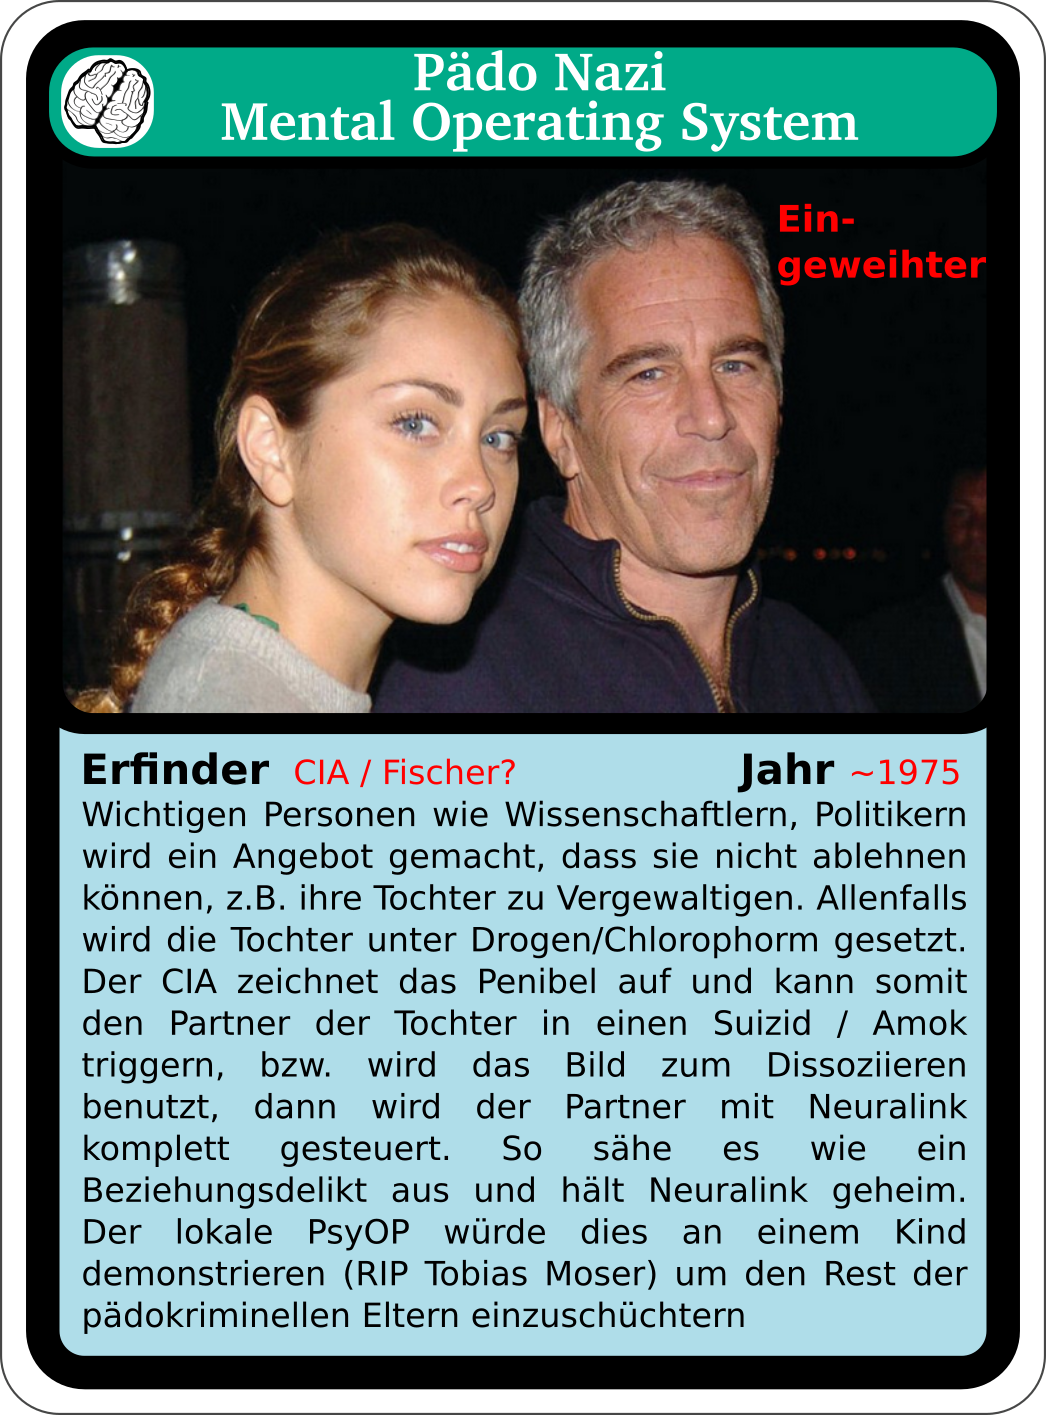 Pädo Nazi
Mental Operating System
Ein-
geweihter
Erfinder CIA / Fischer? Jahr ~1975
Wichtigen Personen wie Wissenschaftlern, Politikern
wird ein Angebot gemacht, dass sie nicht ablehnen
können, z.B. ihre Tochter zu Vergewaltigen. Allenfalls
wird die Tochter unter Drogen/Chlorophorm gesetzt.
Der CIA zeichnet das Penibel auf und kann somit
den Partner der Tochter in einen Suizid / Amok
triggern, bzw. wird das Bild zum Dissoziieren
benutzt, dann wird der Partner mit Neuralink
komplett gesteuert. So sähe es wie ein
Beziehungsdelikt aus und hält Neuralink geheim.
Der lokale PsyOP würde dies an einem Kind
demonstrieren (RIP Tobias Moser) um den Rest der
pädokriminellen Eltern einzuschüchtern